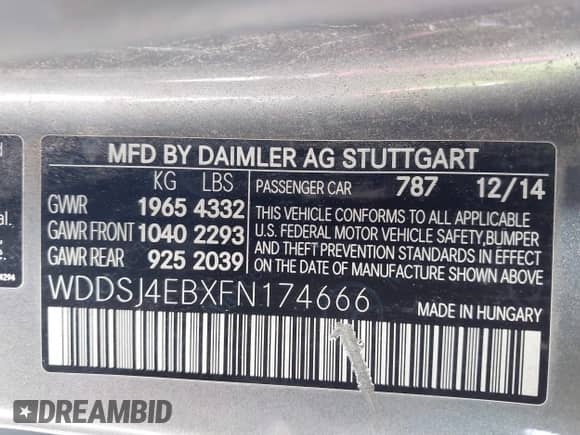 MFD BY DAIMLER AG STUTTGART
KG LBS
GVWR 1965 4332
GAWR FRONT 1040 2293
GAWR REAR 925 2039
PASSENGER CAR 787 12/14
THIS VEHICLE CONFORMS TO ALL APPLICABLE
U.S. FEDERAL MOTOR VEHICLE SAFETY, BUMPER
AND THEFT PREVENTION STANDARDS IN EFFECT
ON THE DATE OF MANUFACTURE SHOWN ABOVE.
WDDSJ4EBXFN174666
MADE IN HUNGARY
al.
4294
DREAMBID